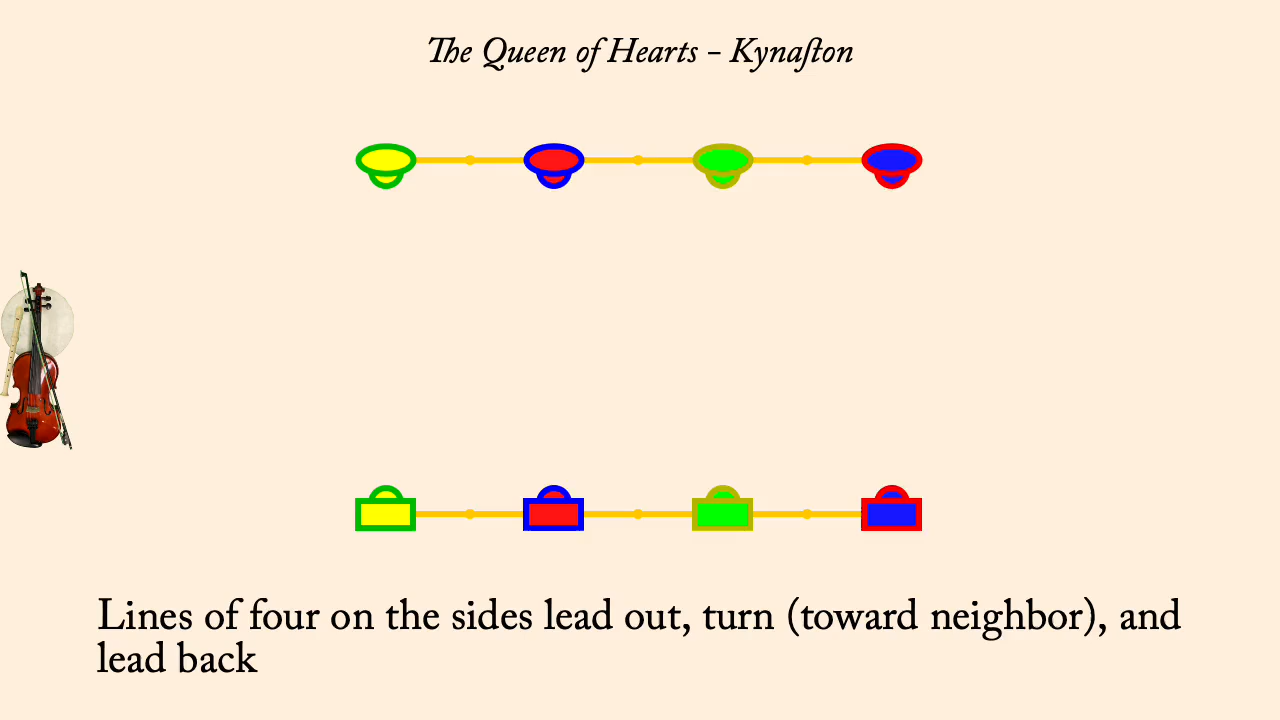 The Queen of Hearts – Kynaſton
Lines of four on the sides lead out, turn (toward neighbor), and
lead back